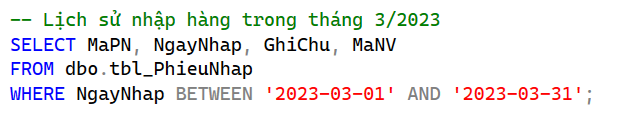 -- Lịch sử nhập hàng trong tháng 3/2023
SELECT MaPN, NgayNhap, GhiChu, MaNV
FROM dbo.tbl_PhieuNhap
WHERE NgayNhap BETWEEN '2023-03-01' AND '2023-03-31';